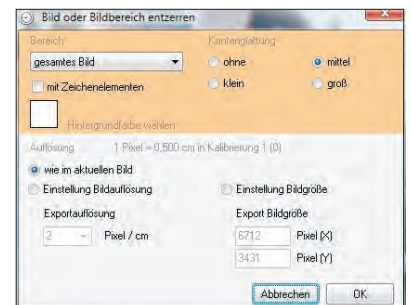 Bild oder Bildbereich entzerren
Bereich
Kantenglättung
gesamtes Bild
ohne
mittel
mit Zeichenelementen
klein
groß
Hintergrundfarbe wählen
Auflösung
1 Pixel = 0,500 cm in Kalibrierung 1 (0)
wie im aktuellen Bild
Einstellung Bildauflösung
Einstellung Bildgröße
Exportauflösung
Export Bildgröße
2
Pixel / cm
6712
Pixel (X)
3431
Pixel (Y)
Abbrechen
OK